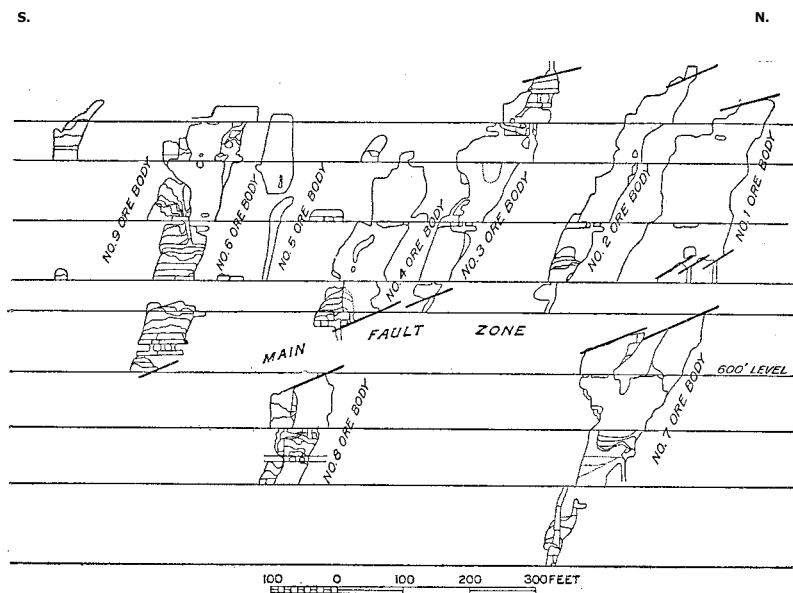 S.
N.
NO. 9 ORE BODY
NO. 6 ORE BODY
NO. 5 ORE BODY
NO. 4 ORE BODY
NO. 3 ORE BODY
NO. 2 ORE BODY
NO. 1 ORE BODY
MAIN FAULT ZONE
600' LEVEL
NO. 8 ORE BODY
NO. 7 ORE BODY
100 0 100 200 300 FEET